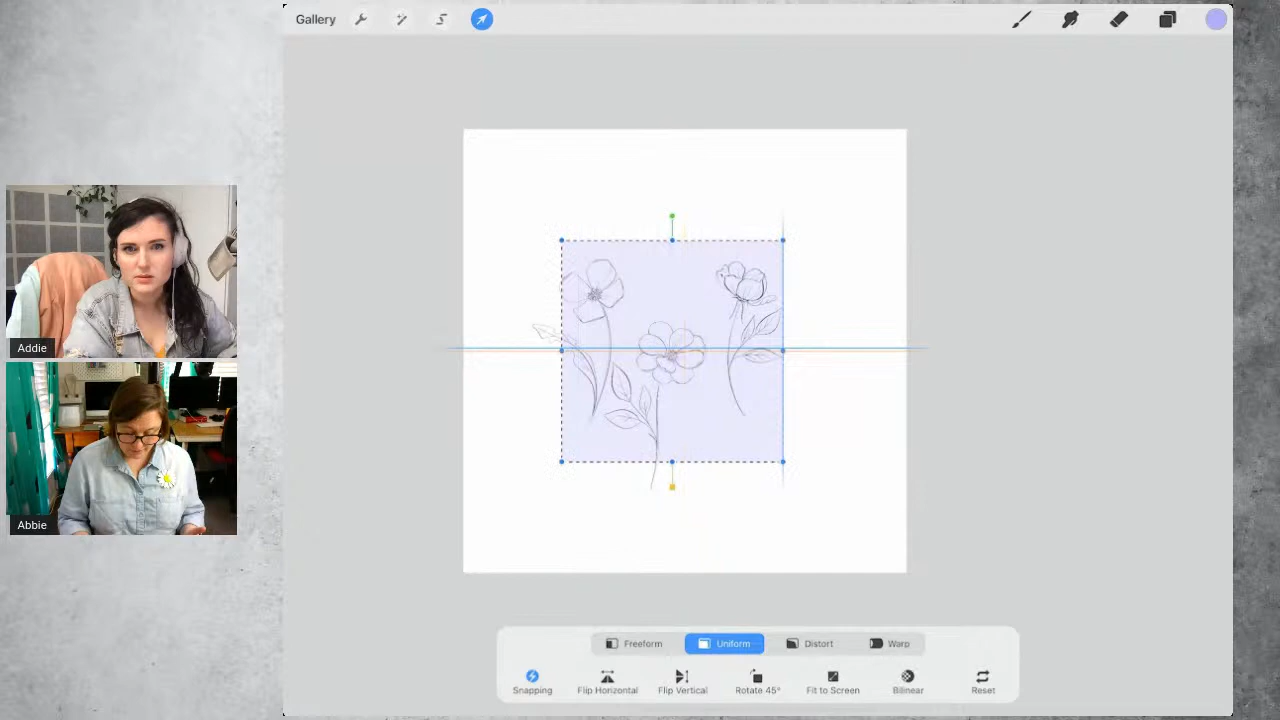 Gallery
Addie
Abbie
Freeform Uniform Distort Warp
Snapping Flip Horizontal Flip Vertical Rotate 45° Fit to Screen Bilinear Reset